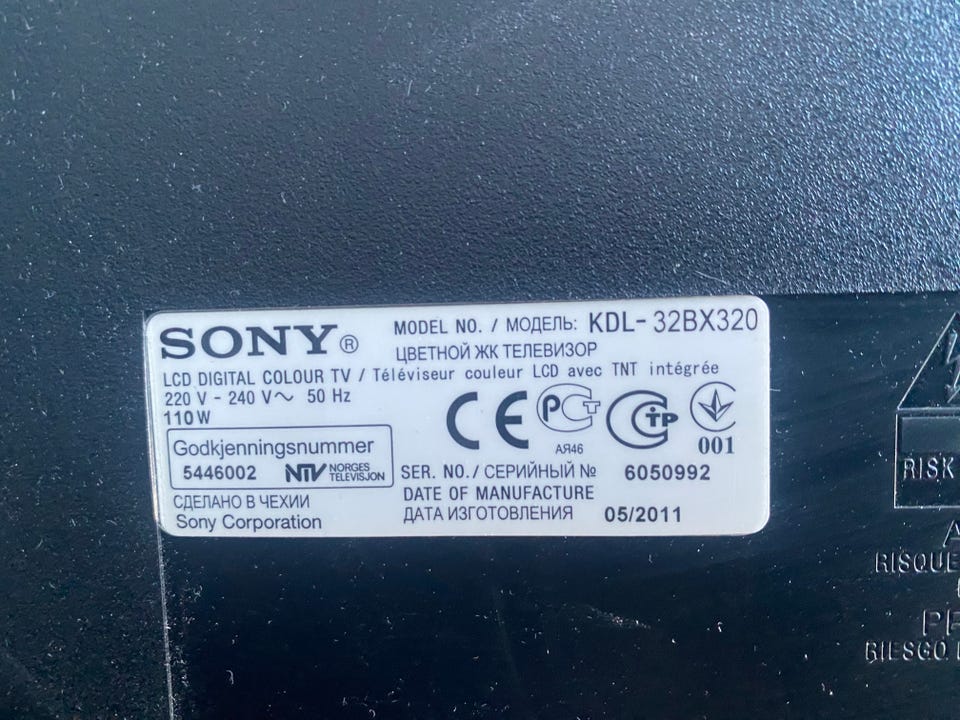 SONY®
MODEL NO. / МОДЕЛЬ: KDL-32BX320
ЦВЕТНОЙ ЖК ТЕЛЕВИЗОР
LCD DIGITAL COLOUR TV / Téléviseur couleur LCD avec TNT intégrée
220 V - 240 V~ 50 Hz
110 W
CE
РСТ
АЯ46
С ТР
001
Godkjenningsnummer
5446002 NTV NORGES TELEVISJON
SER. NO./ СЕРИЙНЫЙ № 6050992
СДЕЛАНО В ЧЕХИИ
Sony Corporation
DATE OF MANUFACTURE
ДАТА ИЗГОТОВЛЕНИЯ 05/2011
RISK
RISQUE
RIESGO